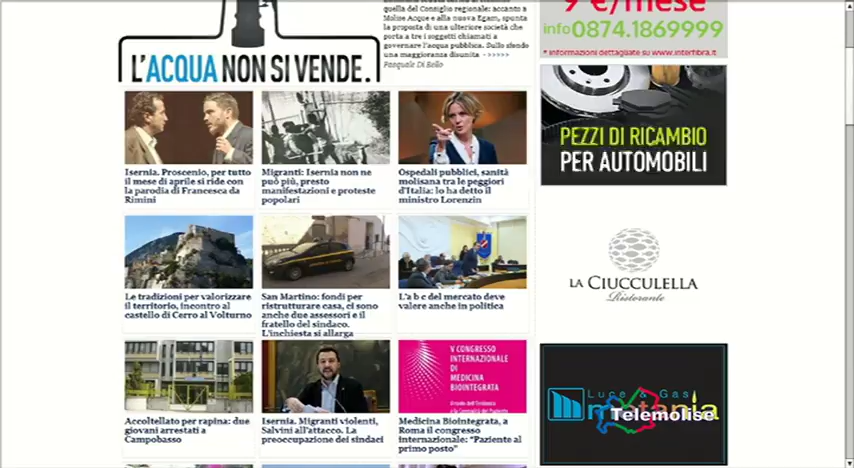 quella del Consiglio regionale: accanto a
Molise Acque e alla nuova Egam, spunta
la proposta di una ulteriore società che
porta a tre i soggetti chiamati a
governare l'acqua pubblica. Sullo sfondo
una maggioranza disunita - >>>>>
Pasquale Di Bello
L'ACQUA NON SI VENDE.
9 €/mese
info0874.1869999
* Informazioni dettagliate su www.interfibra.it
PEZZI DI RICAMBIO
PER AUTOMOBILI
Isernia. Proscenio, per tutto
il mese di aprile si ride con
la parodia di Francesca da
Rimini
Migranti: Isernia non ne
può più, presto
manifestazioni e proteste
popolari
Ospedali pubblici, sanità
molisana tra le peggiori
d'Italia: lo ha detto il
ministro Lorenzin
LA CIUCCULELLA
Ristorante
Le tradizioni per valorizzare
il territorio, incontro al
castello di Cerro al Volturno
San Martino: fondi per
ristrutturare casa, ci sono
anche due assessori e il
fratello del sindaco.
L'inchiesta si allarga
L'a b c del mercato deve
valere anche in politica
V CONGRESSO
INTERNAZIONALE
DI
MEDICINA
BIOINTEGRATA
Luce & Gas
Telemolise
Accoltellato per rapina: due
giovani arrestati a
Campobasso
Isernia. Migranti violenti,
Salvini all'attacco. La
preoccupazione dei sindaci
Medicina Biointegrata, a
Roma il congresso
internazionale: "Paziente al
primo posto"